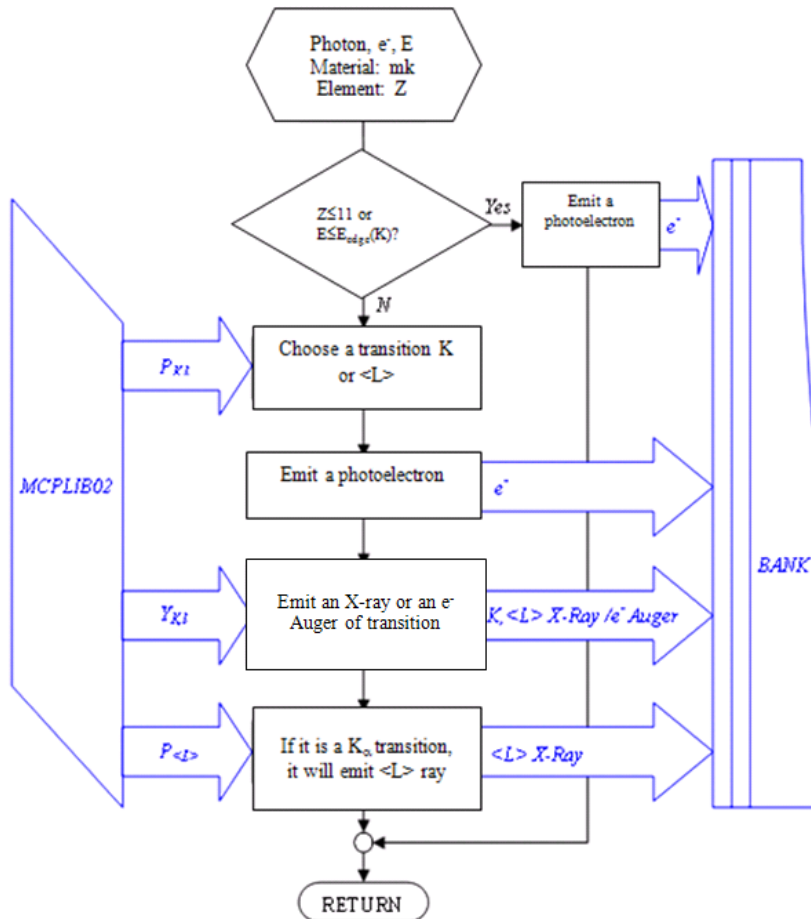 Photon, e⁻, E
Material: mk
Element: Z
Z≤11 or
E≤E_edge(K)?
Yes
Emit a
photoelectron
e⁻
N
Choose a transition K
or <L>
P_Ki
Emit a photoelectron
e⁻
MCPLIB02
BANK
Emit an X-ray or an e⁻
Auger of transition
Y_Ki
K, <L> X-Ray /e⁻ Auger
If it is a K_α transition,
it will emit <L> ray
P_<L>
<L> X-Ray
RETURN